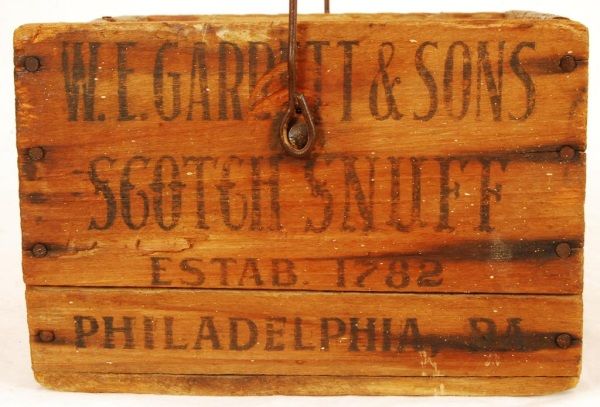 W.E. GARRETT & SONS
SCOTCH SNUFF
ESTAB. 1782
PHILADELPHIA, PA.